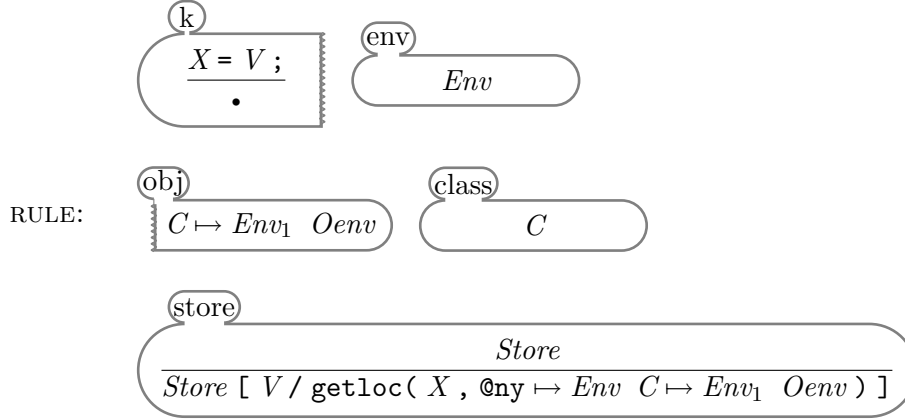 k
env
X = V ;
•
Env
obj
class
RULE:
C ↦ Env₁ Oenv
C
store
Store
Store [ V / getloc( X , @ny ↦ Env C ↦ Env₁ Oenv ) ]